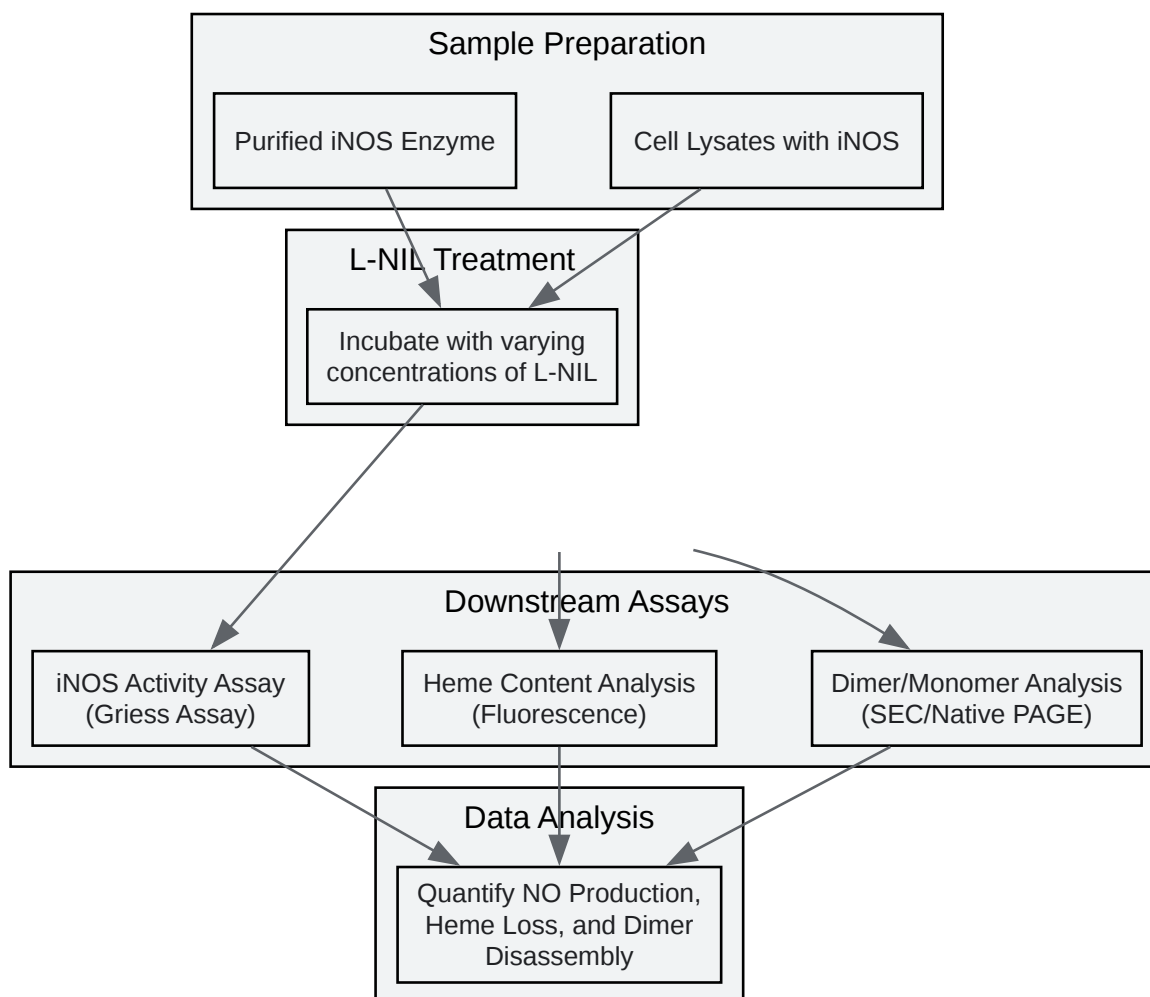 Sample Preparation
Purified iNOS Enzyme
Cell Lysates with iNOS
L-NIL Treatment
Incubate with varying
concentrations of L-NIL
Downstream Assays
iNOS Activity Assay
(Griess Assay)
Heme Content Analysis
(Fluorescence)
Dimer/Monomer Analysis
(SEC/Native PAGE)
Data Analysis
Quantify NO Production,
Heme Loss, and Dimer
Disassembly